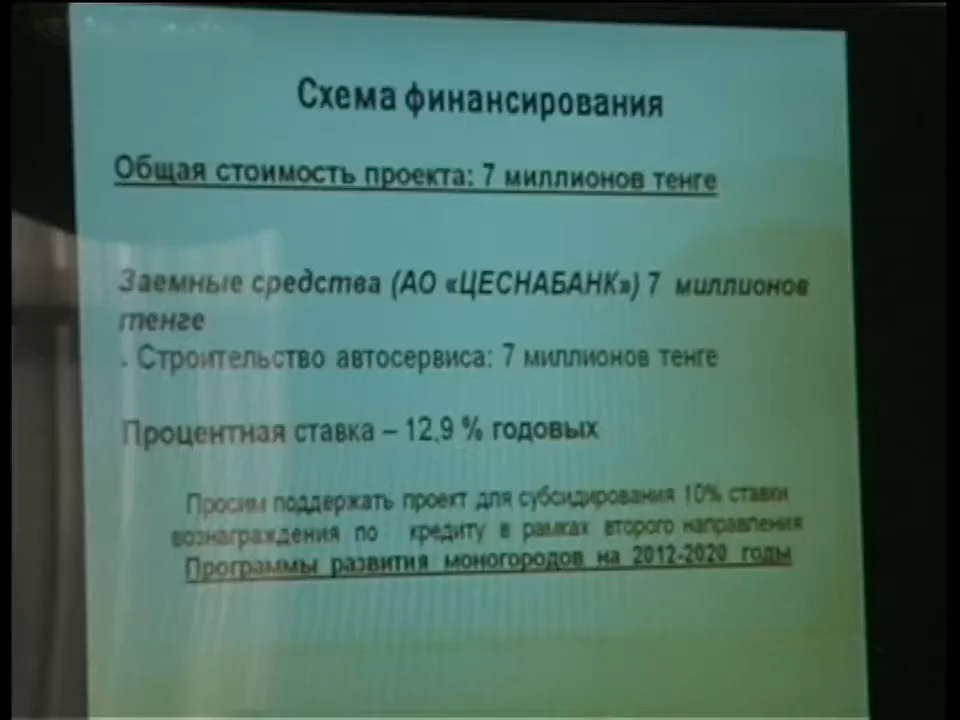 Схема финансирования
Общая стоимость проекта: 7 миллионов тенге
Заемные средства (АО «ЦЕСНАБАНК») 7 миллионов
тенге
. Строительство автосервиса: 7 миллионов тенге
Процентная ставка – 12,9 % годовых
Просим поддержать проект для субсидирования 10% ставки
вознаграждения по кредиту в рамках второго направления
Программы развития моногородов на 2012-2020 годы